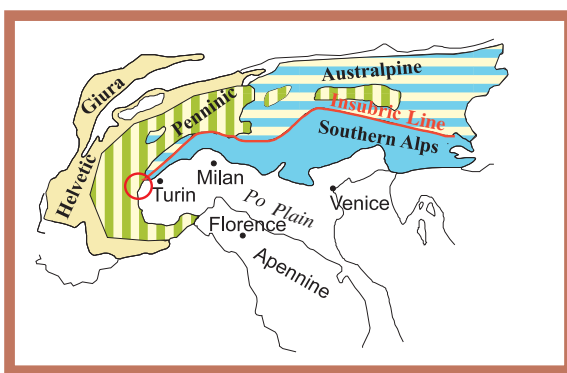 Giura
Australpine
Penninic
Insubric Line
Southern Alps
Helvetic
Milan
Turin
Po Plain
Venice
Florence
Apennine